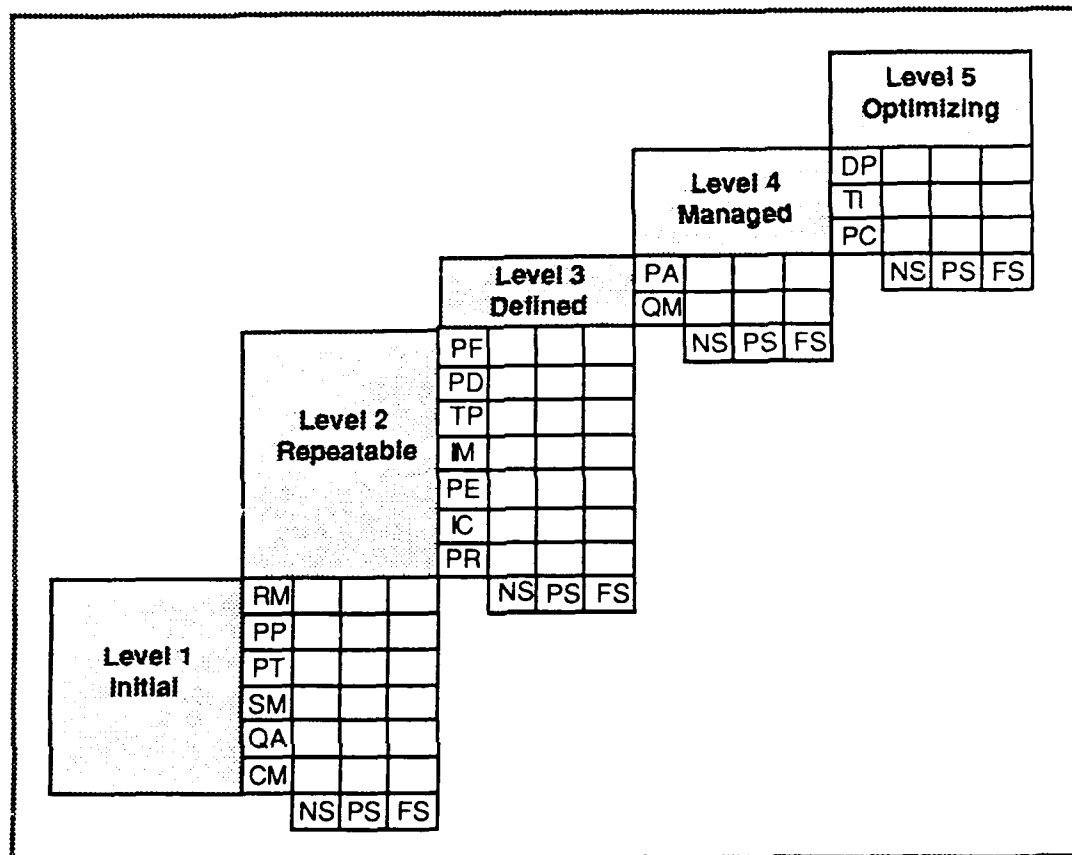 Level 5
Optimizing
DP
TI
PC
NS PS FS
Level 4
Managed
PA
QM
NS PS FS
Level 3
Defined
PF
PD
TP
IM
PE
IC
PR
NS PS FS
Level 2
Repeatable
RM
PP
PT
SM
QA
CM
NS PS FS
Level 1
Initial